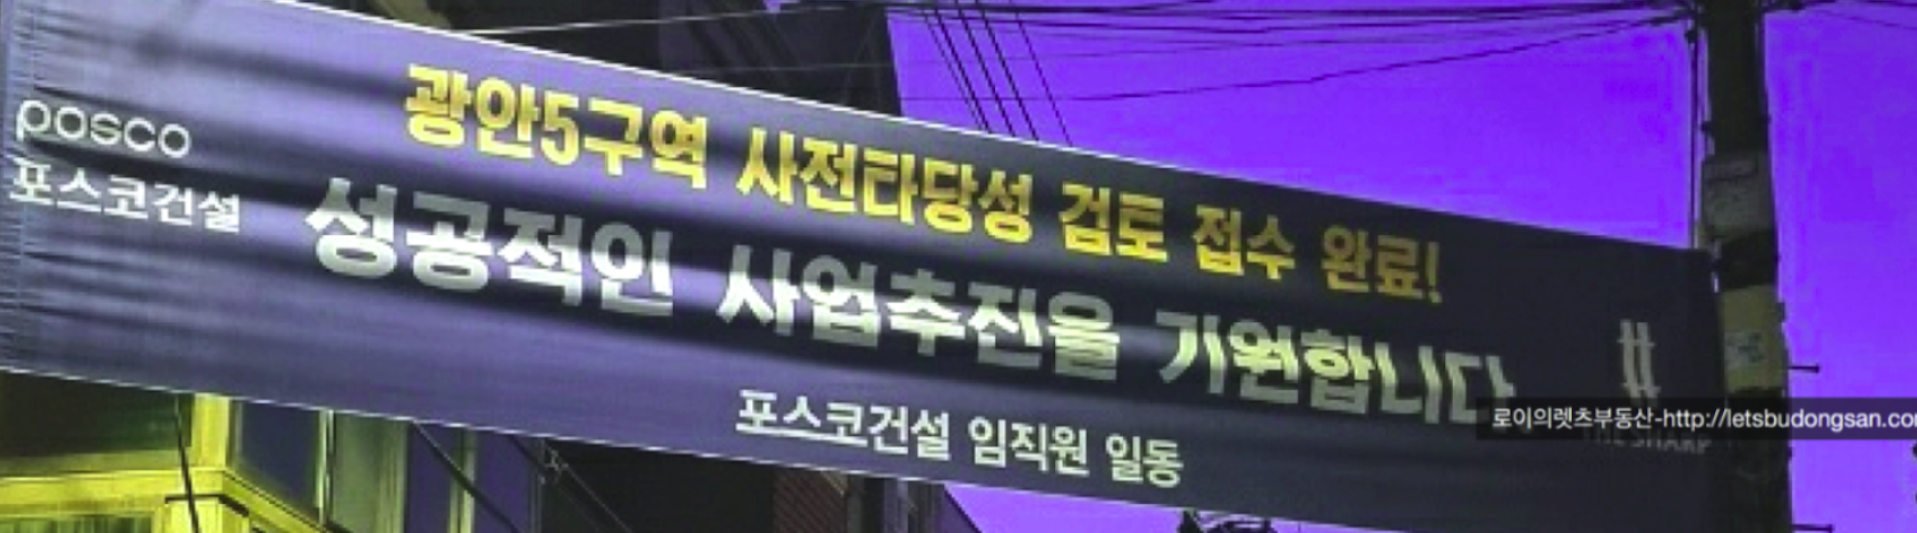 posco
포스코건설
광안5구역 사전타당성 검토 접수 완료!
성공적인 사업추진을 기원합니다
포스코건설 임직원 일동
THE SHARP
로이의렛츠부동산-http://letsbudongsan.co